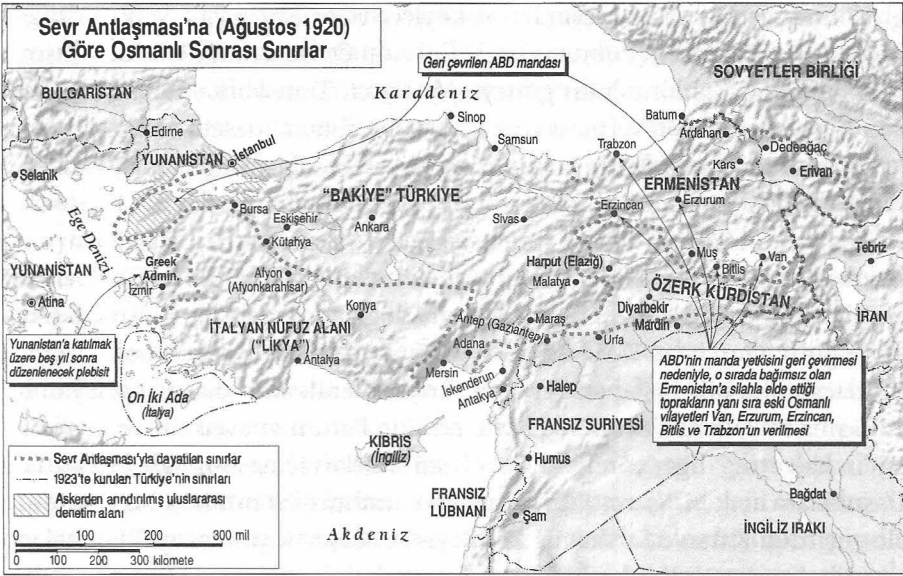 Sevr Antlaşması'na (Ağustos 1920)
Göre Osmanlı Sonrası Sınırlar
Geri çevrilen ABD mandası
SOVYETLER BİRLİĞİ
BULGARİSTAN
Karadeniz
Edirne
Sinop
Batum
Ardahan
YUNANİSTAN
İstanbul
Samsun
Trabzon
Dedeağaç
Selanik
Kars
Erivan
"BAKİYE" TÜRKİYE
ERMENİSTAN
Bursa
Eskişehir
Ankara
Sivas
Erzincan
Erzurum
Ege Denizi
Kütahya
Tebriz
YUNANİSTAN
Greek
Admin.
İzmir
Afyon
(Afyonkarahisar)
Harput (Elazığ)
Malatya
Muş
Bitlis
Van
ÖZERK KÜRDİSTAN
Atina
Konya
Diyarbekir
Mardin
İRAN
İTALYAN NÜFUZ ALANI
("LİKYA")
Antep (Gaziantep)
Maraş
Adana
Urfa
Yunanistan'a katılmak
üzere beş yıl sonra
düzenlenecek plebisit
Antalya
Mersin
İskenderun
Antakya
Halep
ABD'nin manda yetkisini geri çevirmesi
nedeniyle, o sırada bağımsız olan
Ermenistan'a silahla elde ettiği
toprakların yanı sıra eski Osmanlı
vilayetleri Van, Erzurum, Erzincan,
Bitlis ve Trabzon'un verilmesi
On İki Ada
(İtalya)
FRANSIZ SURİYESİ
KIBRIS
(İngiliz)
Humus
Sevr Antlaşması'yla dayatılan sınırlar
1923'te kurulan Türkiye'nin sınırları
Askerden arındırılmış uluslararası
denetim alanı
FRANSIZ
LÜBNANI
Bağdat
Şam
İNGİLİZ IRAKI
Akdeniz
0 100 200 300 mil
0 100 200 300 kilometre